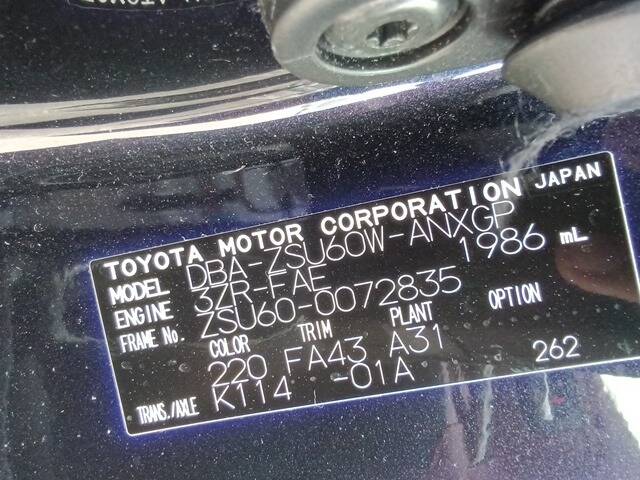 TOYOTA MOTOR CORPORATION JAPAN
MODEL DBA-ZSU60W-ANXGP
ENGINE 3ZR-FAE 1986 mL
FRAME No. ZSU60-0072835
COLOR TRIM PLANT OPTION
220 FA43 A31
TRANS./AXLE K114 -01A 262